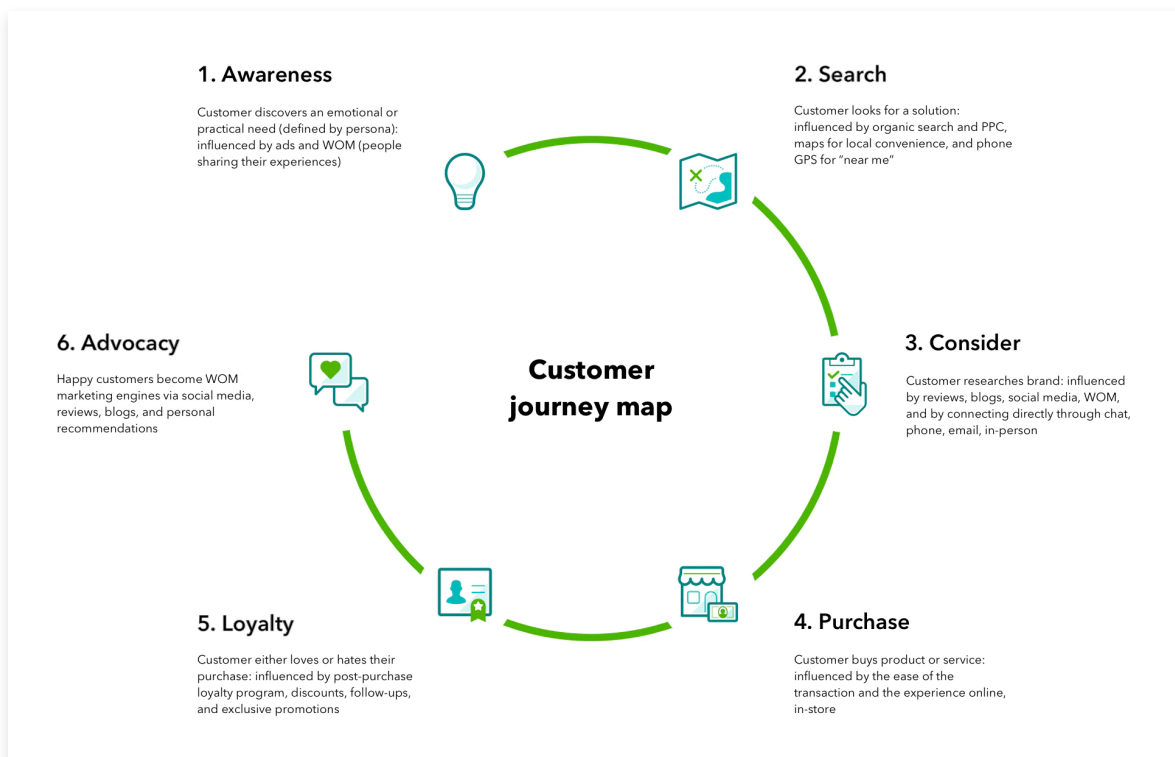 1. Awareness
Customer discovers an emotional or
practical need (defined by persona):
influenced by ads and WOM (people
sharing their experiences)
2. Search
Customer looks for a solution:
influenced by organic search and PPC,
maps for local convenience, and phone
GPS for “near me”
3. Consider
Customer researches brand: influenced
by reviews, blogs, social media, WOM,
and by connecting directly through chat,
phone, email, in-person
4. Purchase
Customer buys product or service:
influenced by the ease of the
transaction and the experience online,
in-store
5. Loyalty
Customer either loves or hates their
purchase: influenced by post-purchase
loyalty program, discounts, follow-ups,
and exclusive promotions
6. Advocacy
Happy customers become WOM
marketing engines via social media,
reviews, blogs, and personal
recommendations
Customer
journey map